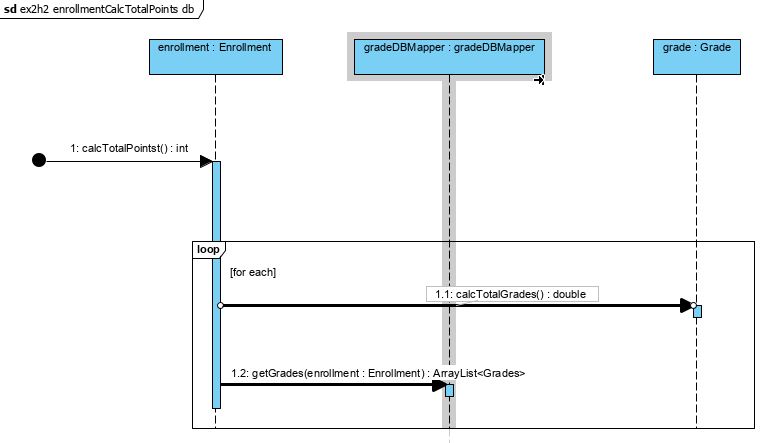 sd ex2h2 enrollmentCalcTotalPoints db
enrollment : Enrollment
gradeDBMapper : gradeDBMapper
grade : Grade
1: calcTotalPointst() : int
loop
[for each]
1.1: calcTotalGrades() : double
1.2: getGrades(enrollment : Enrollment) : ArrayList<Grades>